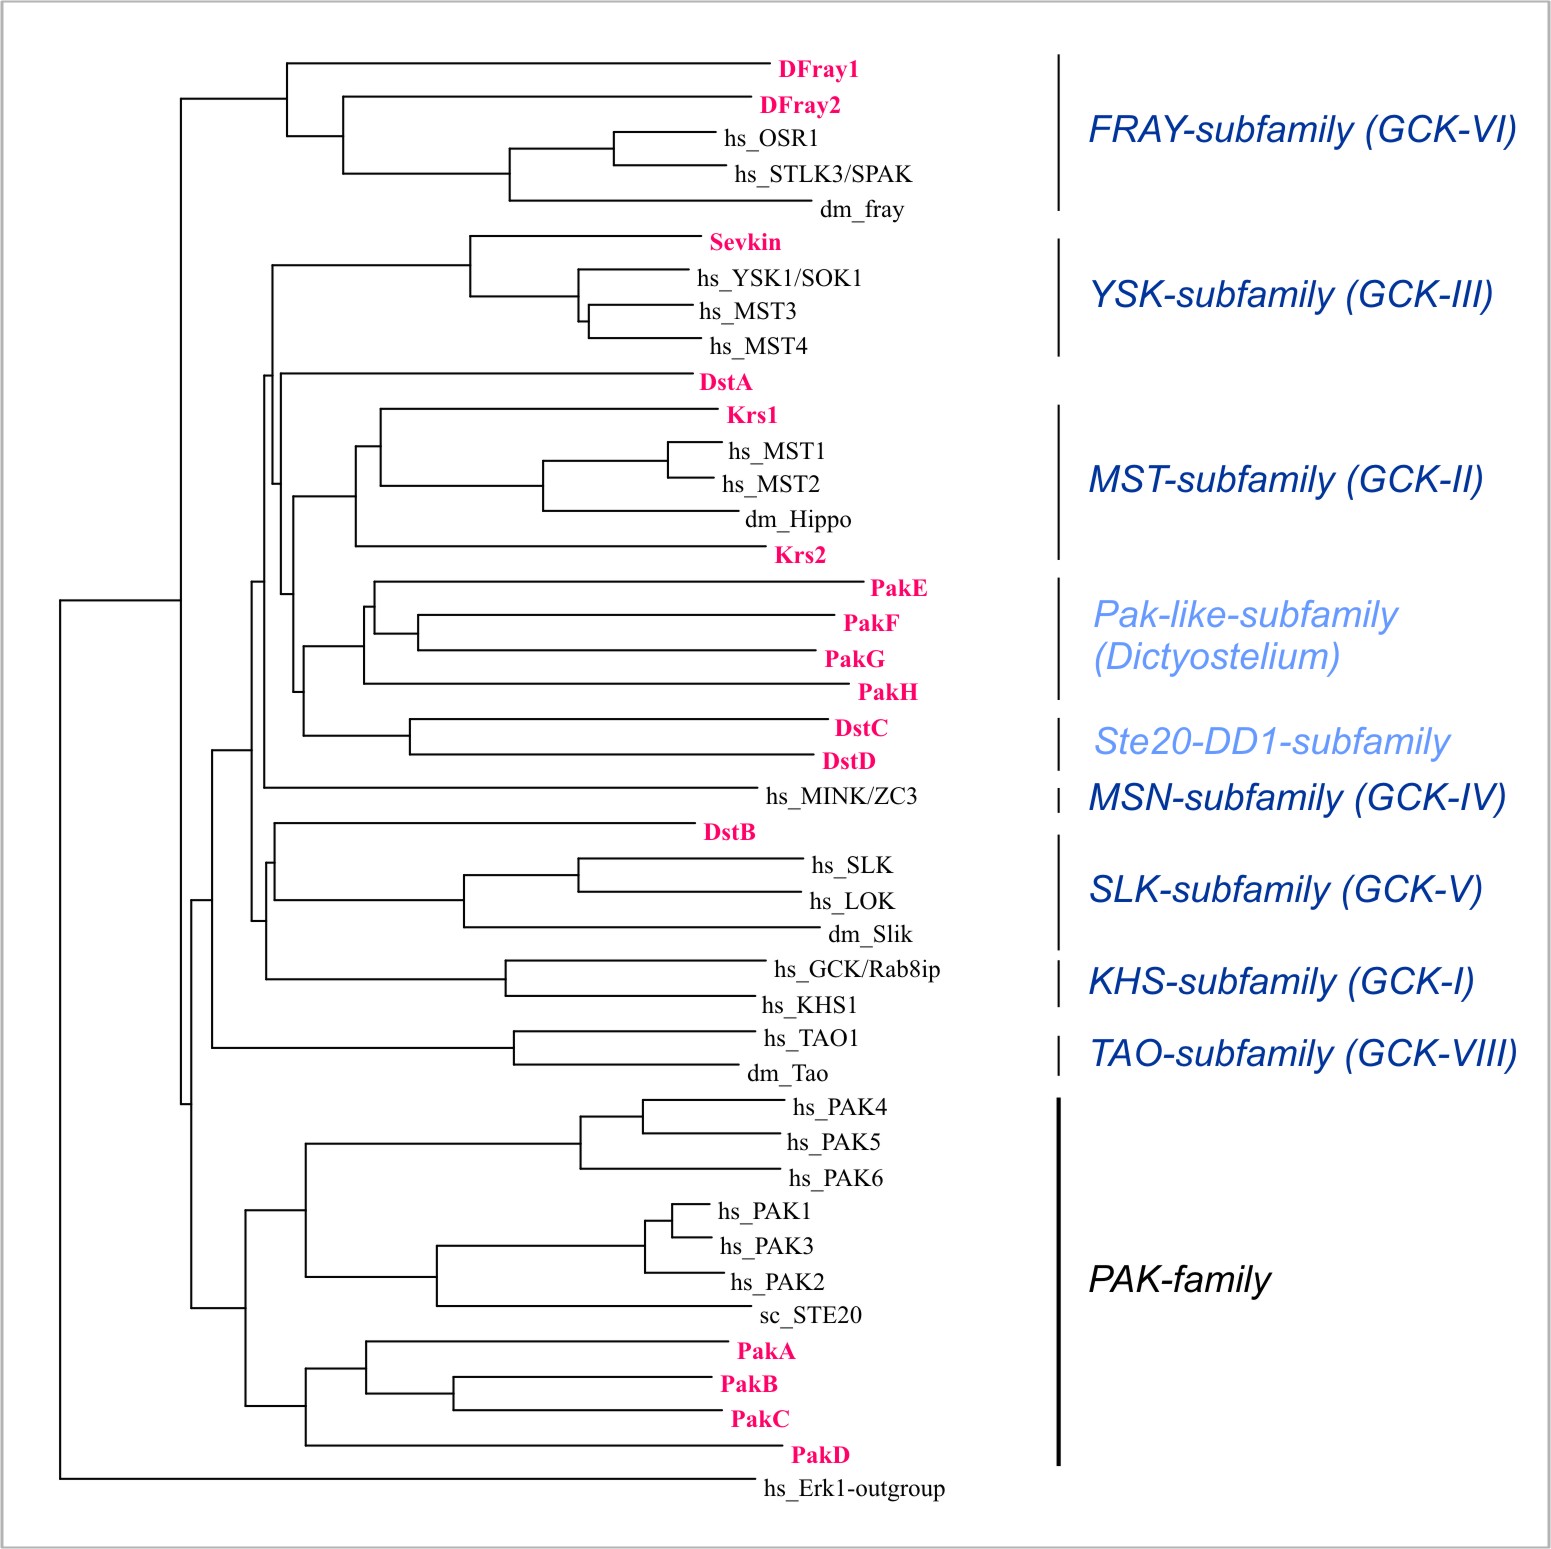 DFray1
DFray2
hs_OSR1
hs_STLK3/SPAK
dm_fray
FRAY-subfamily (GCK-VI)
Sevkin
hs_YSK1/SOK1
hs_MST3
hs_MST4
YSK-subfamily (GCK-III)
DstA
Krs1
hs_MST1
hs_MST2
dm_Hippo
Krs2
MST-subfamily (GCK-II)
PakE
PakF
PakG
PakH
Pak-like-subfamily
(Dictyostelium)
DstC
DstD
Ste20-DD1-subfamily
hs_MINK/ZC3
MSN-subfamily (GCK-IV)
DstB
hs_SLK
hs_LOK
dm_Slik
SLK-subfamily (GCK-V)
hs_GCK/Rab8ip
hs_KHS1
KHS-subfamily (GCK-I)
hs_TAO1
dm_Tao
TAO-subfamily (GCK-VIII)
hs_PAK4
hs_PAK5
hs_PAK6
hs_PAK1
hs_PAK3
hs_PAK2
sc_STE20
PakA
PakB
PakC
PakD
PAK-family
hs_Erk1-outgroup